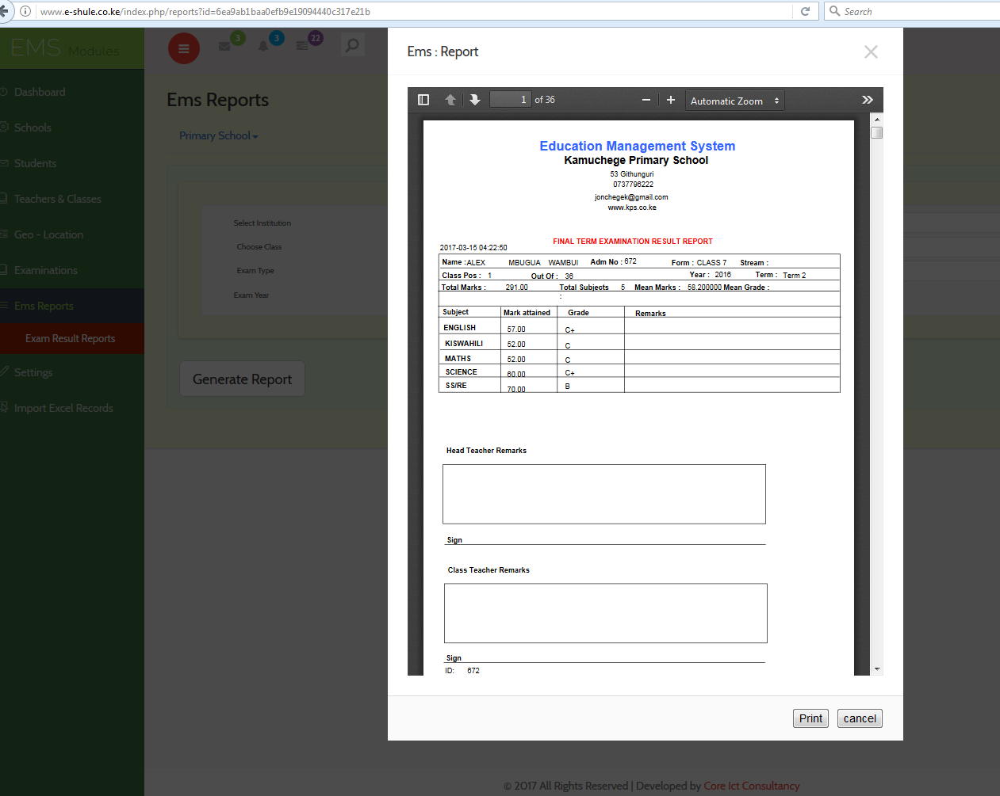 www.e-shule.co.ke/index.php/reports?id=6ea9ab1baa0efb9e19094440c317e21b
Search
EMS Modules
3
3
22
Dashboard
Schools
Students
Teachers & Classes
Geo - Location
Examinations
Ems Reports
Exam Result Reports
Settings
Import Excel Records
Ems Reports
Primary School
Select Institution
Choose Class
Exam Type
Exam Year
Generate Report
Ems : Report
1 of 36
Automatic Zoom
Education Management System
Kamuchege Primary School
53 Githunguri
0737796222
jonchegek@gmail.com
www.kps.co.ke
FINAL TERM EXAMINATION RESULT REPORT
2017-03-15 04:22:50
Name : ALEX MBUGUA WAMBUI Adm No : 672 Form : CLASS 7 Stream :
Class Pos : 1 Out Of : 36 Year : 2016 Term : Term 2
Total Marks : 291.00 Total Subjects : 5 Mean Marks : 58.200000 Mean Grade :
Subject Mark attained Grade Remarks
ENGLISH 57.00 C+
KISWAHILI 52.00 C
MATHS 52.00 C
SCIENCE 60.00 C+
SS/RE 70.00 B
Head Teacher Remarks
Sign
Class Teacher Remarks
Sign
ID: 672
Print cancel
© 2017 All Rights Reserved | Developed by Core Ict Consultancy